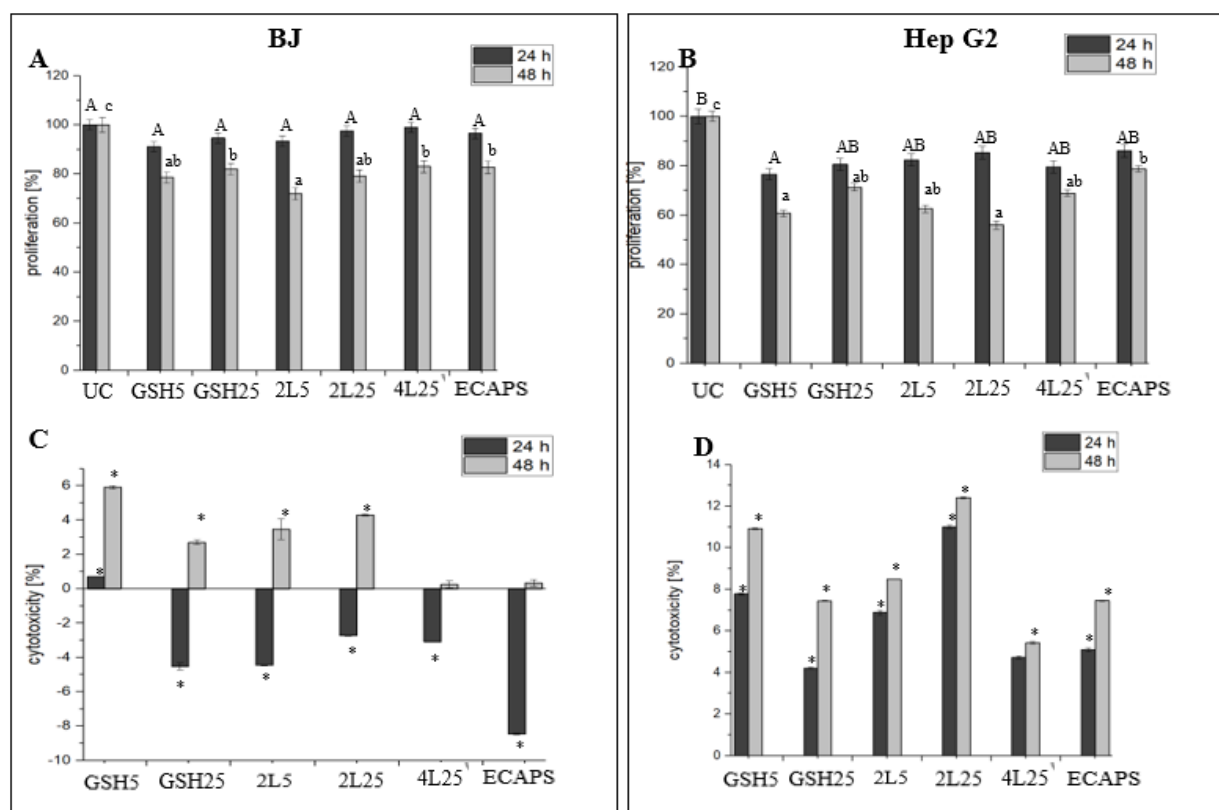 BJ
A
24 h
48 h
proliferation [%]
120
100
80
60
40
20
0
A c
A
ab
A
b
A
a
A
ab
A
b
A
b
UC GSH5 GSH25 2L5 2L25 4L25 ECAPS
Hep G2
B
24 h
48 h
proliferation [%]
120
100
80
60
40
20
0
B c
A
a
AB
ab
AB
ab
AB
a
AB
ab
AB
b
UC GSH5 GSH25 2L5 2L25 4L25 ECAPS
C
24 h
48 h
cytotoxicity [%]
6
4
2
0
-2
-4
-6
-8
-10
* * * * * * * * * *
GSH5 GSH25 2L5 2L25 4L25 ECAPS
D
24 h
48 h
cytotoxicity [%]
14
12
10
8
6
4
2
0
* * * * * * * * * * *
GSH5 GSH25 2L5 2L25 4L25 ECAPS